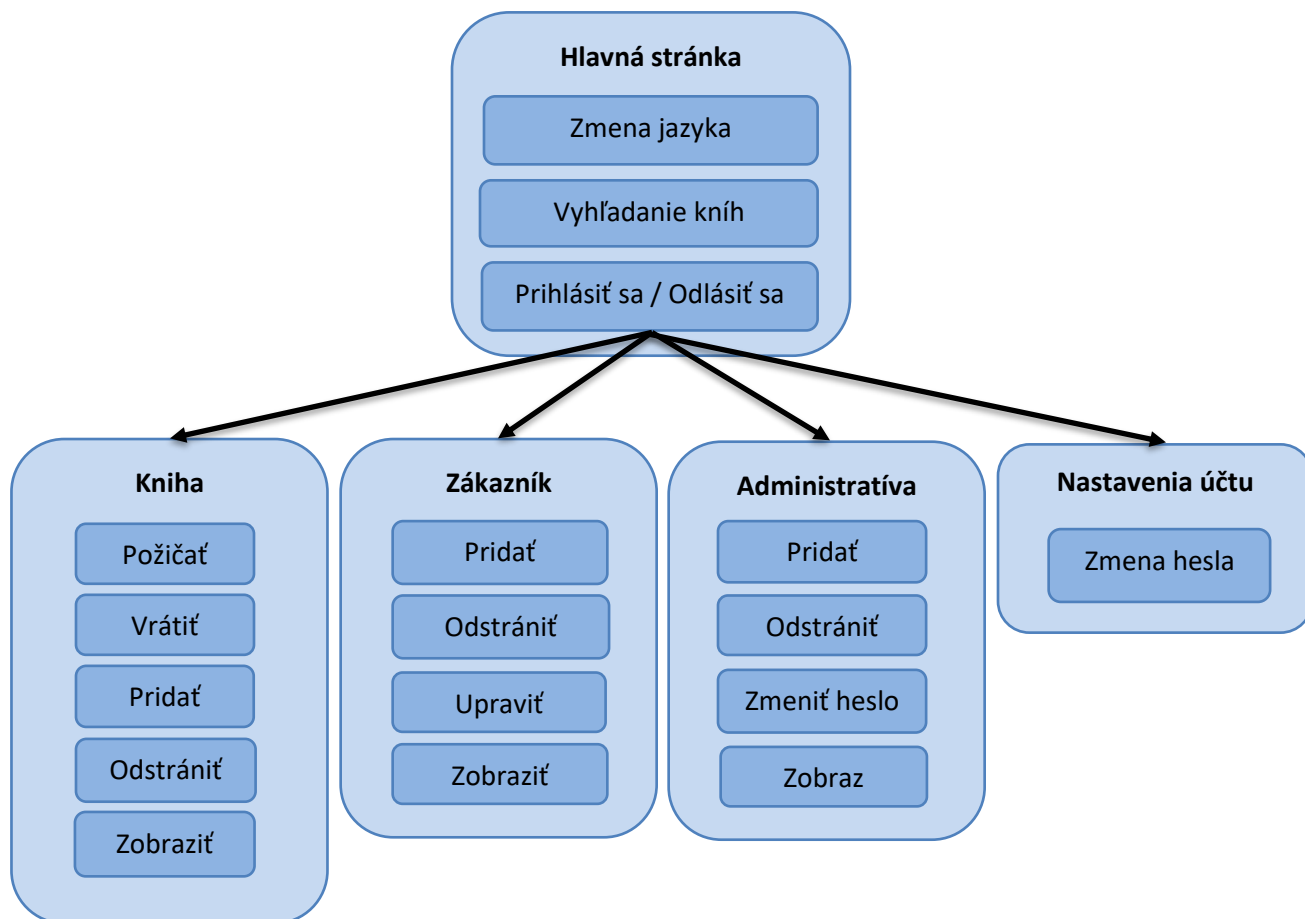 Hlavná stránka
Zmena jazyka
Vyhľadanie kníh
Prihlásiť sa / Odlásiť sa
Kniha
Požičať
Vrátiť
Pridať
Odstrániť
Zobraziť
Zákazník
Pridať
Odstrániť
Upraviť
Zobraziť
Administratíva
Pridať
Odstrániť
Zmeniť heslo
Zobraz
Nastavenia účtu
Zmena hesla